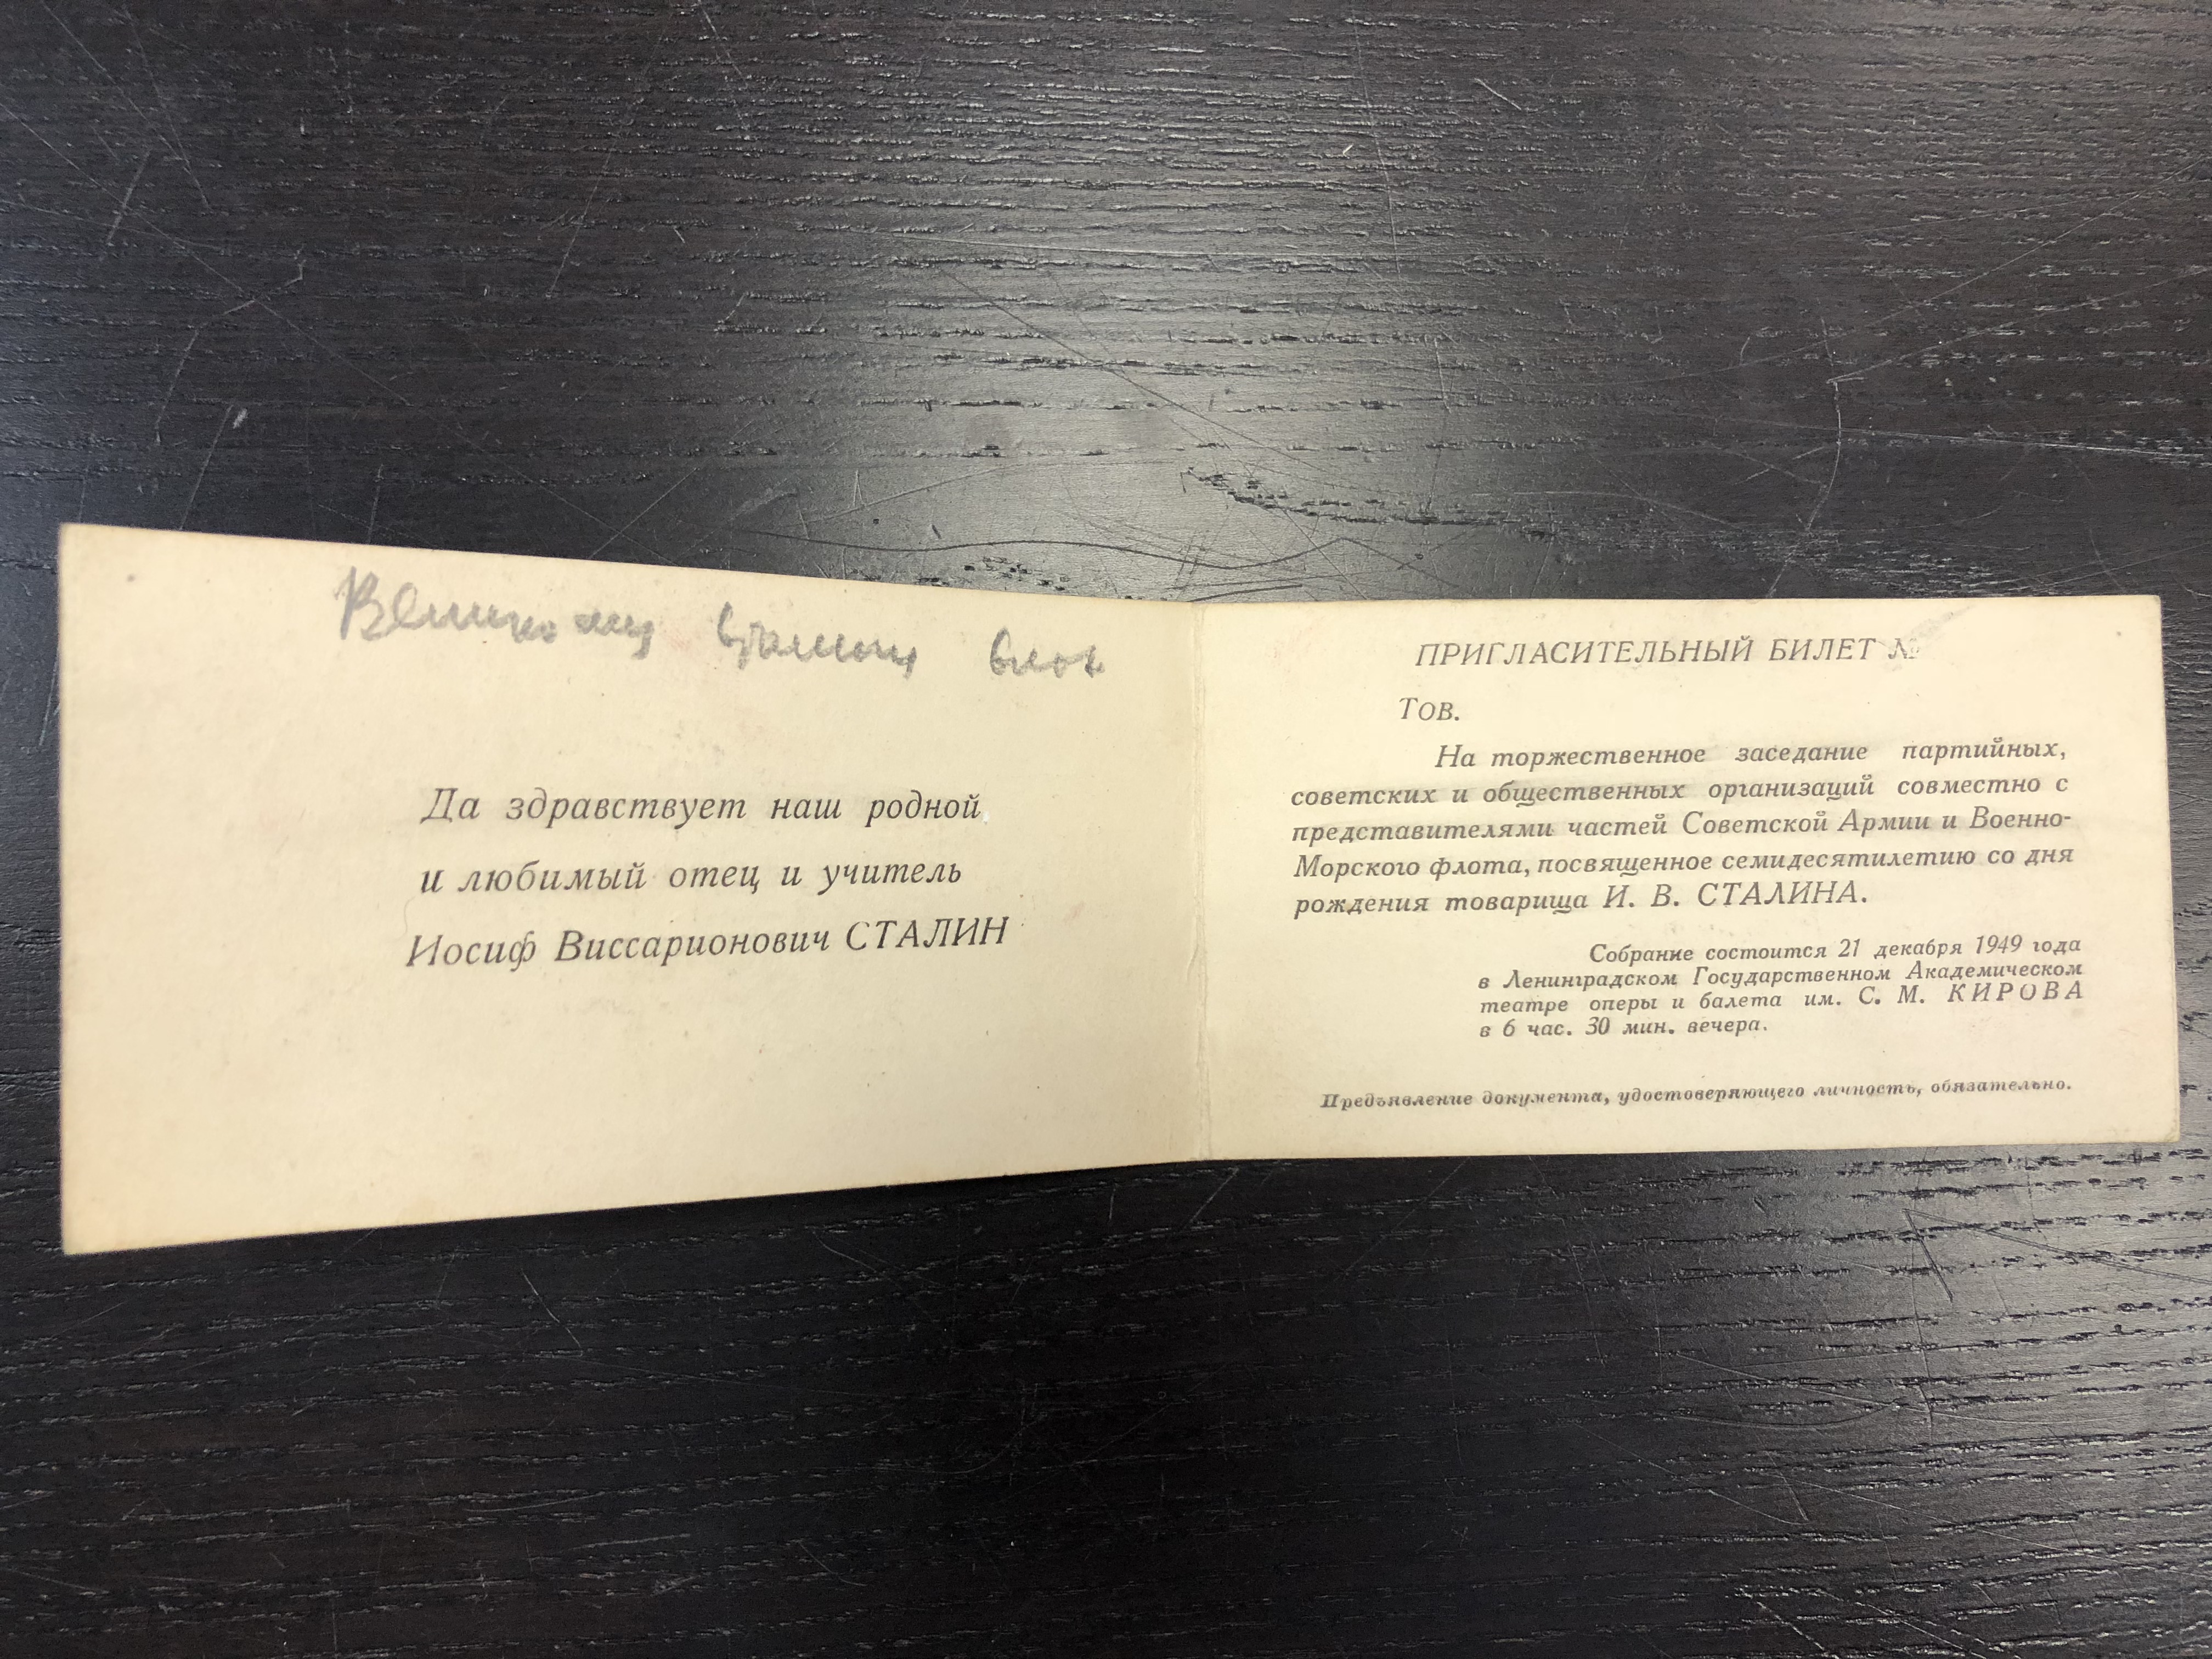 Великому
Да здравствует наш родной
и любимый отец и учитель
Иосиф Виссарионович СТАЛИН
ПРИГЛАСИТЕЛЬНЫЙ БИЛЕТ №
Тов.
На торжественное заседание партийных,
советских и общественных организаций совместно с
представителями частей Советской Армии и Военно-
Морского флота, посвященное семидесятилетию со дня
рождения товарища И. В. СТАЛИНА.
Собрание состоится 21 декабря 1949 года
в Ленинградском Государственном Академическом
театре оперы и балета им. С. М. КИРОВА
в 6 час. 30 мин. вечера.
Предъявление документа, удостоверяющего личность, обязательно.